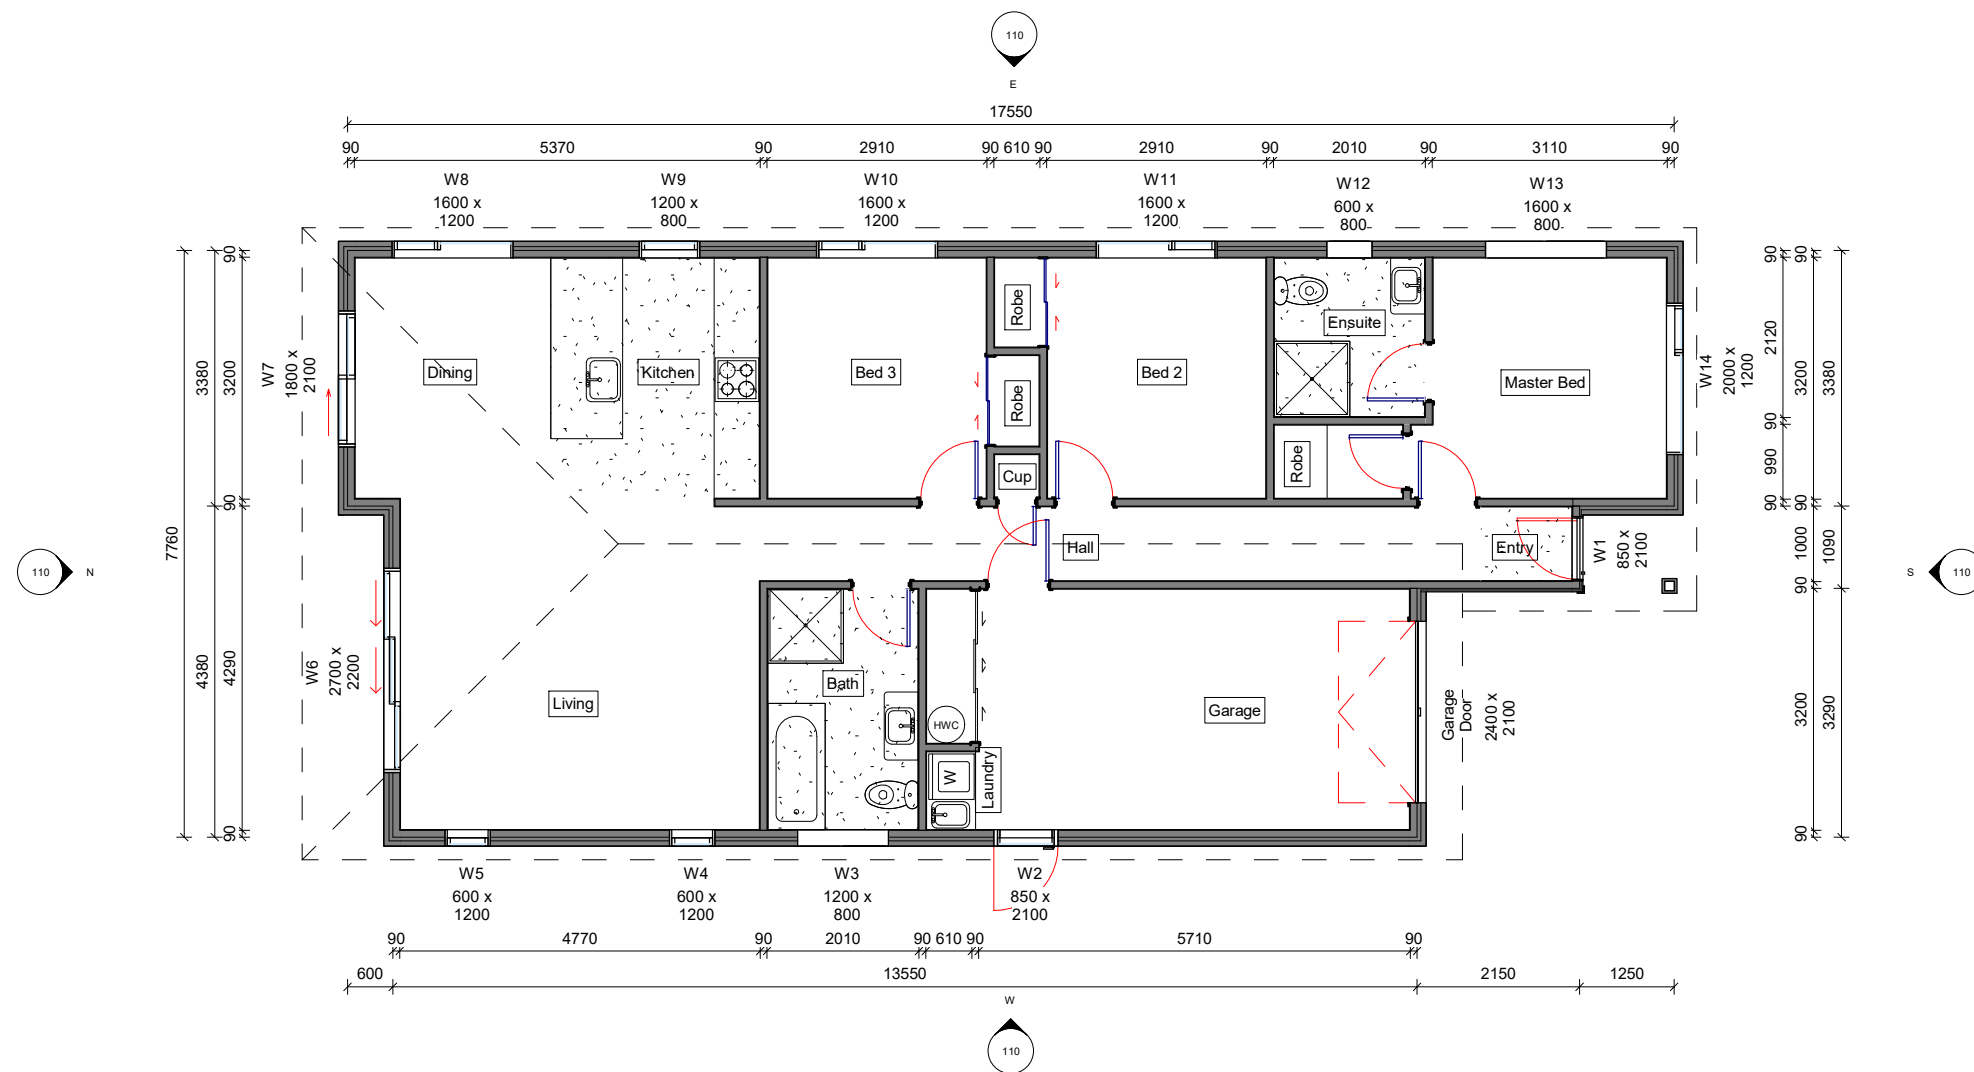 110
E
17550
90 5370 90 2910 90 610 90 2910 90 2010 90 3110 90
W8
1600 x
1200
W9
1200 x
800
W10
1600 x
1200
W11
1600 x
1200
W12
600 x
800
W13
1600 x
800
7760
3380
4380
90
3200
90
4290
90
W7
1800 x
2100
W6
2700 x
2200
110
N
Dining
Kitchen
Bed 3
Robe
Robe
Cup
Bed 2
Ensuite
Robe
Master Bed
Hall
Entry
Living
Bath
HWC
W
Laundry
Garage
W14
2000 x
1200
W1
850 x
2100
Garage
Door
2400 x
2100
90
2120
90
990
90
90
3200
90
1000
90
3200
90
3380
1090
3290
S
110
W5
600 x
1200
W4
600 x
1200
W3
1200 x
800
W2
850 x
2100
90 4770 90 2010 90 610 90 5710 90
600 13550 2150 1250
W
110